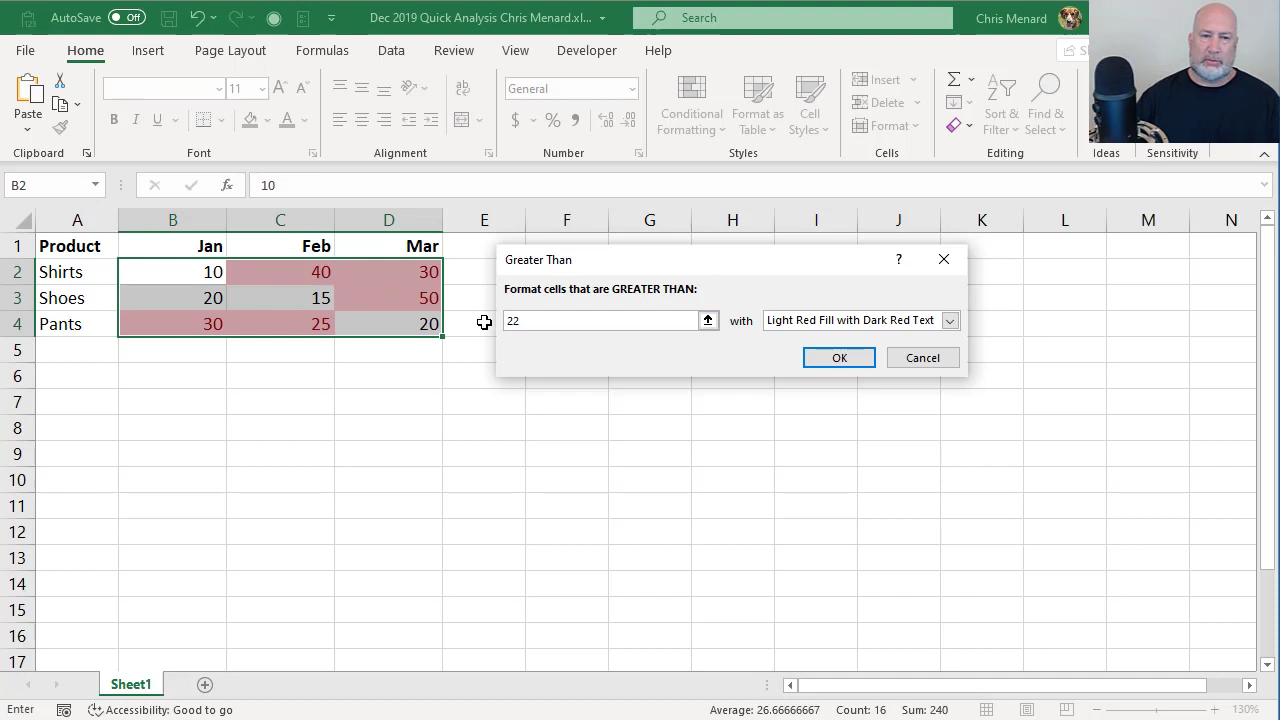 AutoSave Off Dec 2019 Quick Analysis Chris Menard.xl... Search Chris Menard
File Home Insert Page Layout Formulas Data Review View Developer Help Sh
Paste 11 General Conditional Formatting Format as Table Cell Styles Insert Delete Format Sort & Filter Find & Select
Clipboard Font Alignment Number Styles Cells Editing Ideas Sensitivity
B2 fx 10
A B C D E F G H I J K L M N
1 Product Jan Feb Mar
2 Shirts 10 40 30
3 Shoes 20 15 50
4 Pants 30 25 20
5
6
7
8
9
10
11
12
13
14
15
16
17
Greater Than ?
Format cells that are GREATER THAN:
22 with Light Red Fill with Dark Red Text
OK Cancel
Sheet1
Enter Accessibility: Good to go Average: 26.66666667 Count: 16 Sum: 240 130%